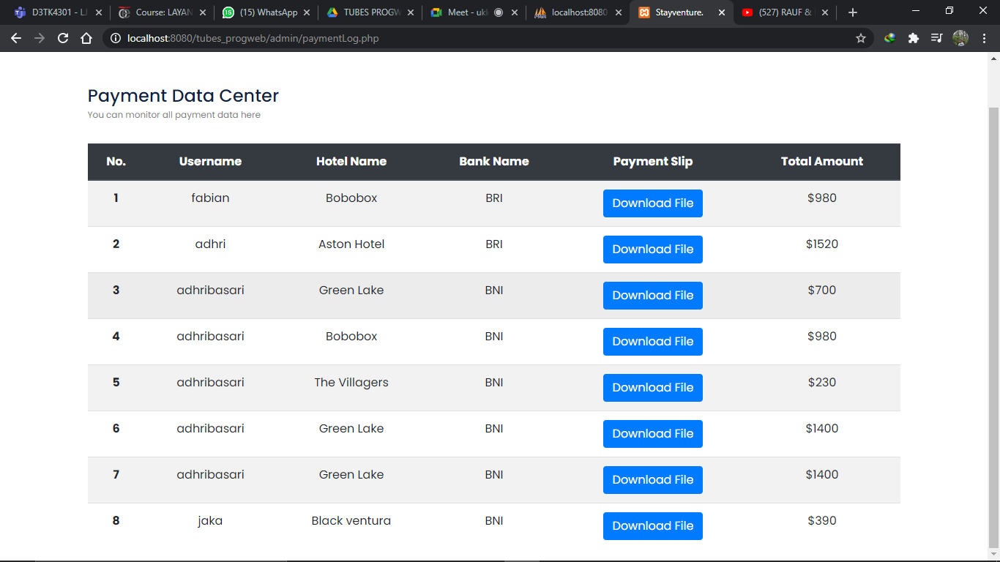 D3TK4301 - LJ
Course: LAYAN
(15) WhatsApp
TUBES PROGW
Meet - uk
localhost:8080
Stayventure.
(527) RAUF &
localhost:8080/tubes_progweb/admin/paymentLog.php
Payment Data Center
You can monitor all payment data here
No. Username Hotel Name Bank Name Payment Slip Total Amount
1 fabian Bobobox BRI Download File $980
2 adhri Aston Hotel BRI Download File $1520
3 adhribasari Green Lake BNI Download File $700
4 adhribasari Bobobox BNI Download File $980
5 adhribasari The Villagers BNI Download File $230
6 adhribasari Green Lake BNI Download File $1400
7 adhribasari Green Lake BNI Download File $1400
8 jaka Black ventura BNI Download File $390